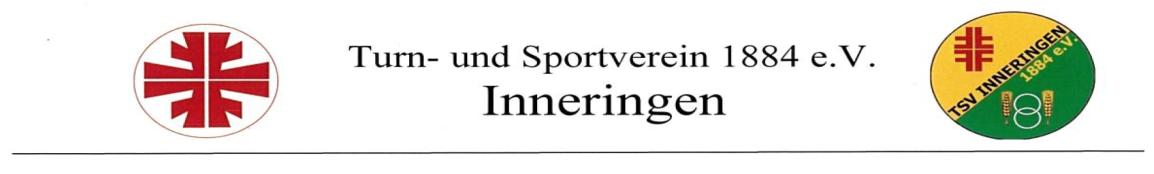 Turn- und Sportverein 1884 e.V.
Inneringen
TSV INNERINGEN
1884 e.V.